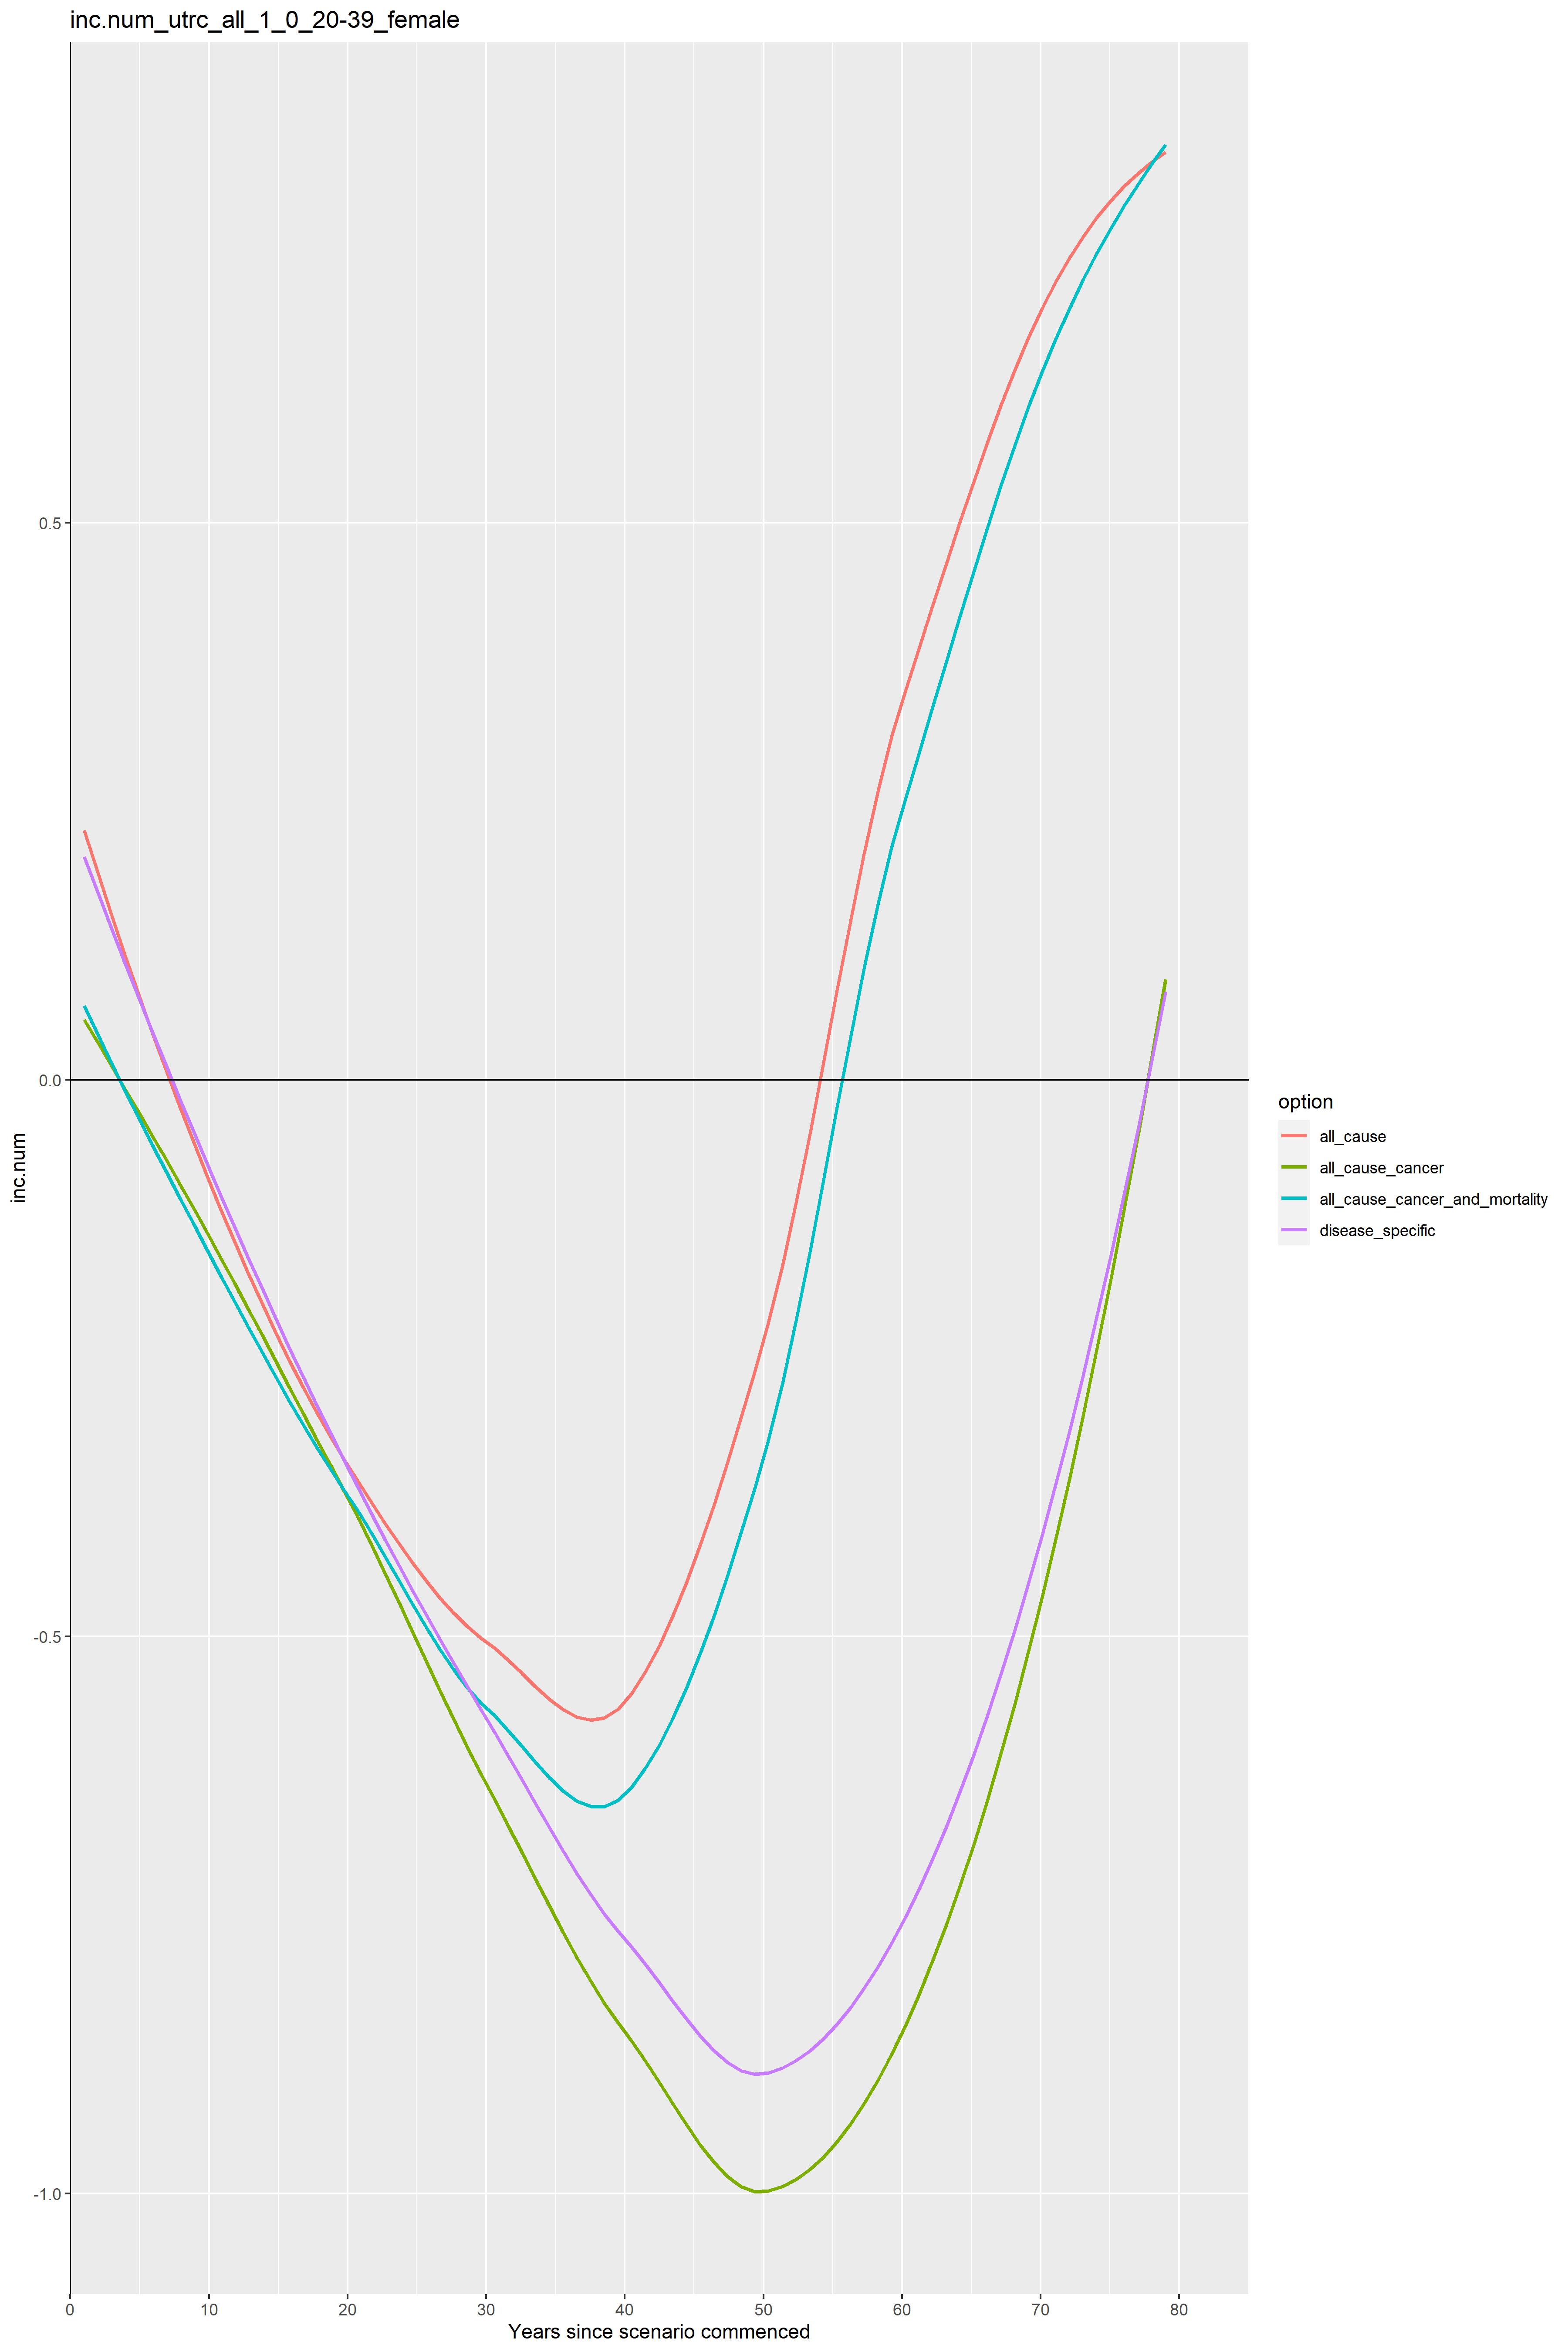 inc.num_utrc_all_1_0_20-39_female
inc.num
0.5
0.0
-0.5
-1.0
0 10 20 30 40 50 60 70 80
Years since scenario commenced
option
all_cause
all_cause_cancer
all_cause_cancer_and_mortality
disease_specific